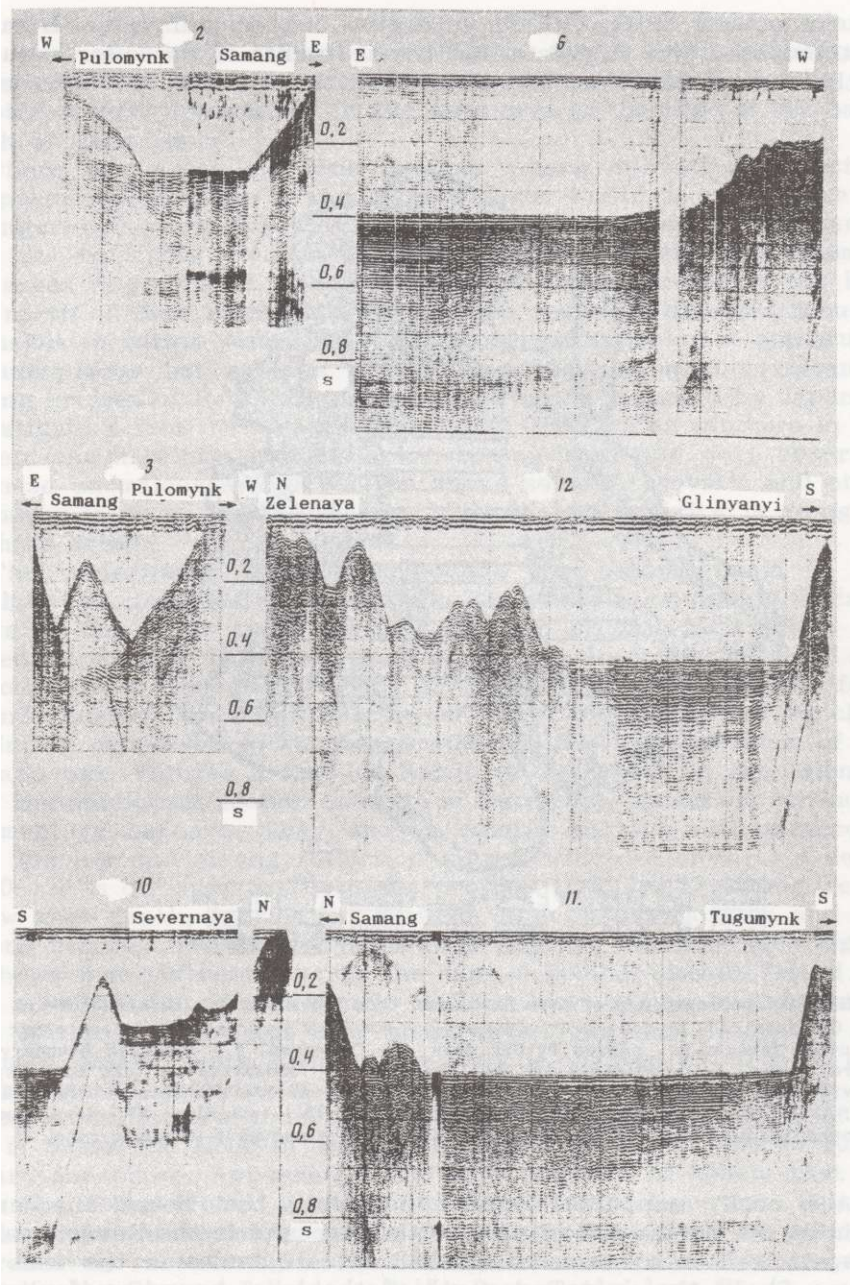 2
6
W Pulomynk Samang E
E W
0,2
0,4
0,6
0,8
s
3
12
E Samang Pulomynk W
N Zelenaya Glinyanyi S
0,2
0.4
0,6
0,8
s
10
11.
S Severnaya N
N Samang Tugumynk S
0,2
0,4
0,6
0,8
s